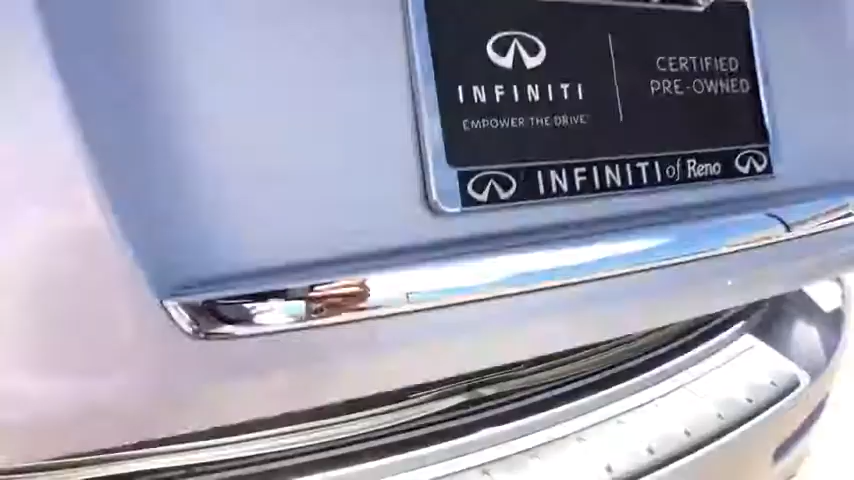 INFINITI
EMPOWER THE DRIVE
CERTIFIED
PRE-OWNED
INFINITI of Reno